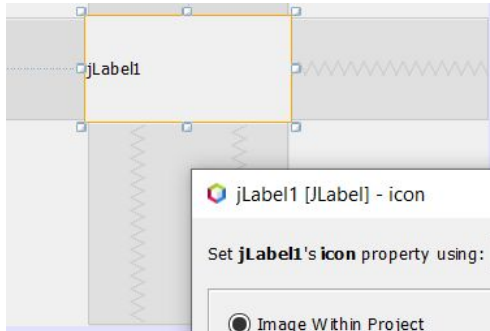 jLabel1
jLabel1 [JLabel] - icon
Set jLabel1's icon property using:
Image Within Project